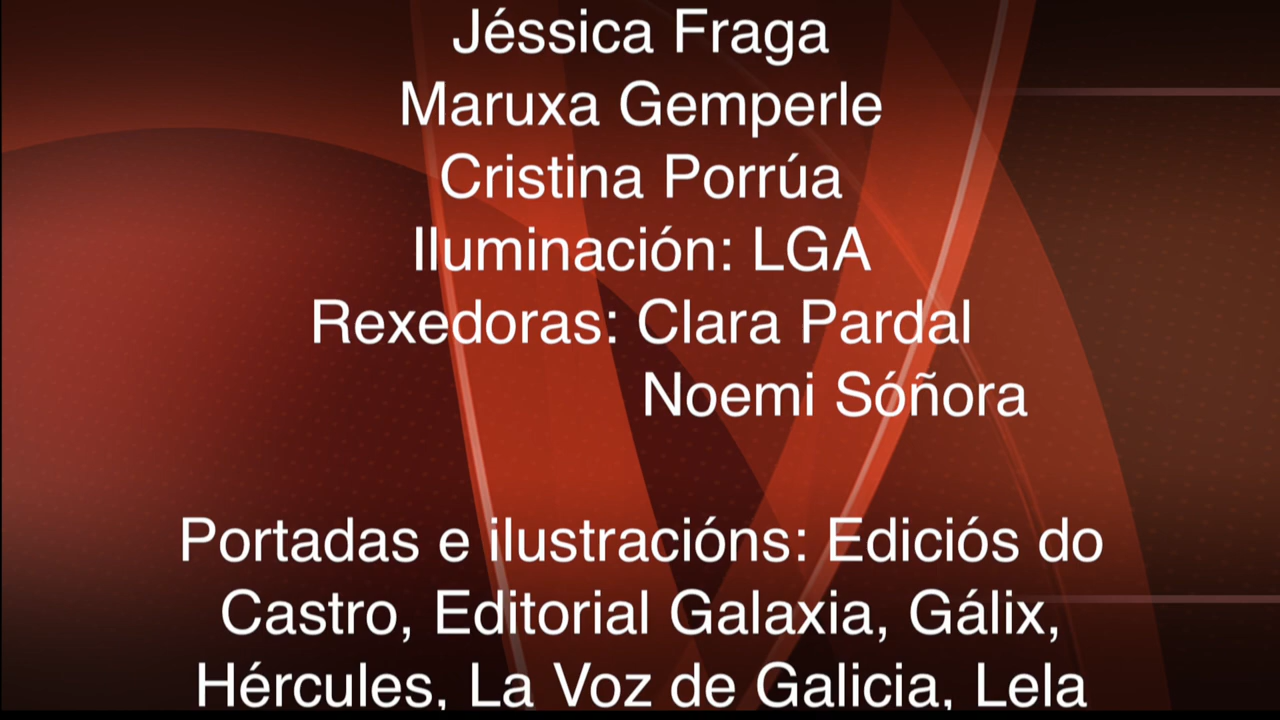 Jéssica Fraga
Maruxa Gemperle
Cristina Porrúa
Iluminación: LGA
Rexedoras: Clara Pardal
Noemi Sóñora
Portadas e ilustracións: Ediciós do
Castro, Editorial Galaxia, Gálix,
Hércules, La Voz de Galicia, Lela